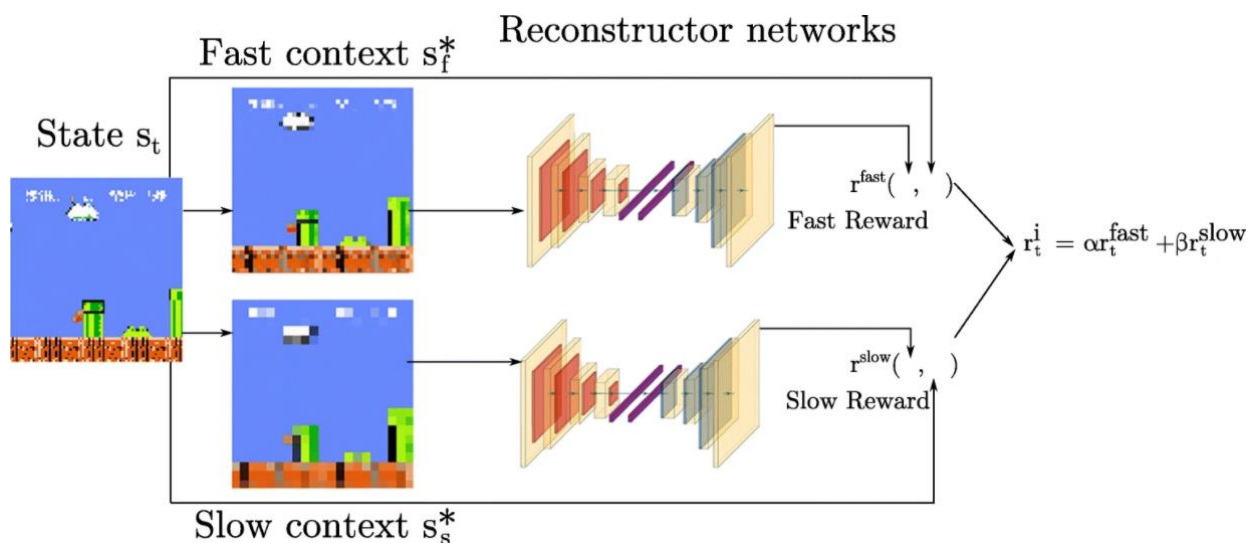 Reconstructor networks
Fast context s*f
State st
rfast( , )
Fast Reward
rit = αrtfast +βrtslow
rslow( , )
Slow Reward
Slow context s*s